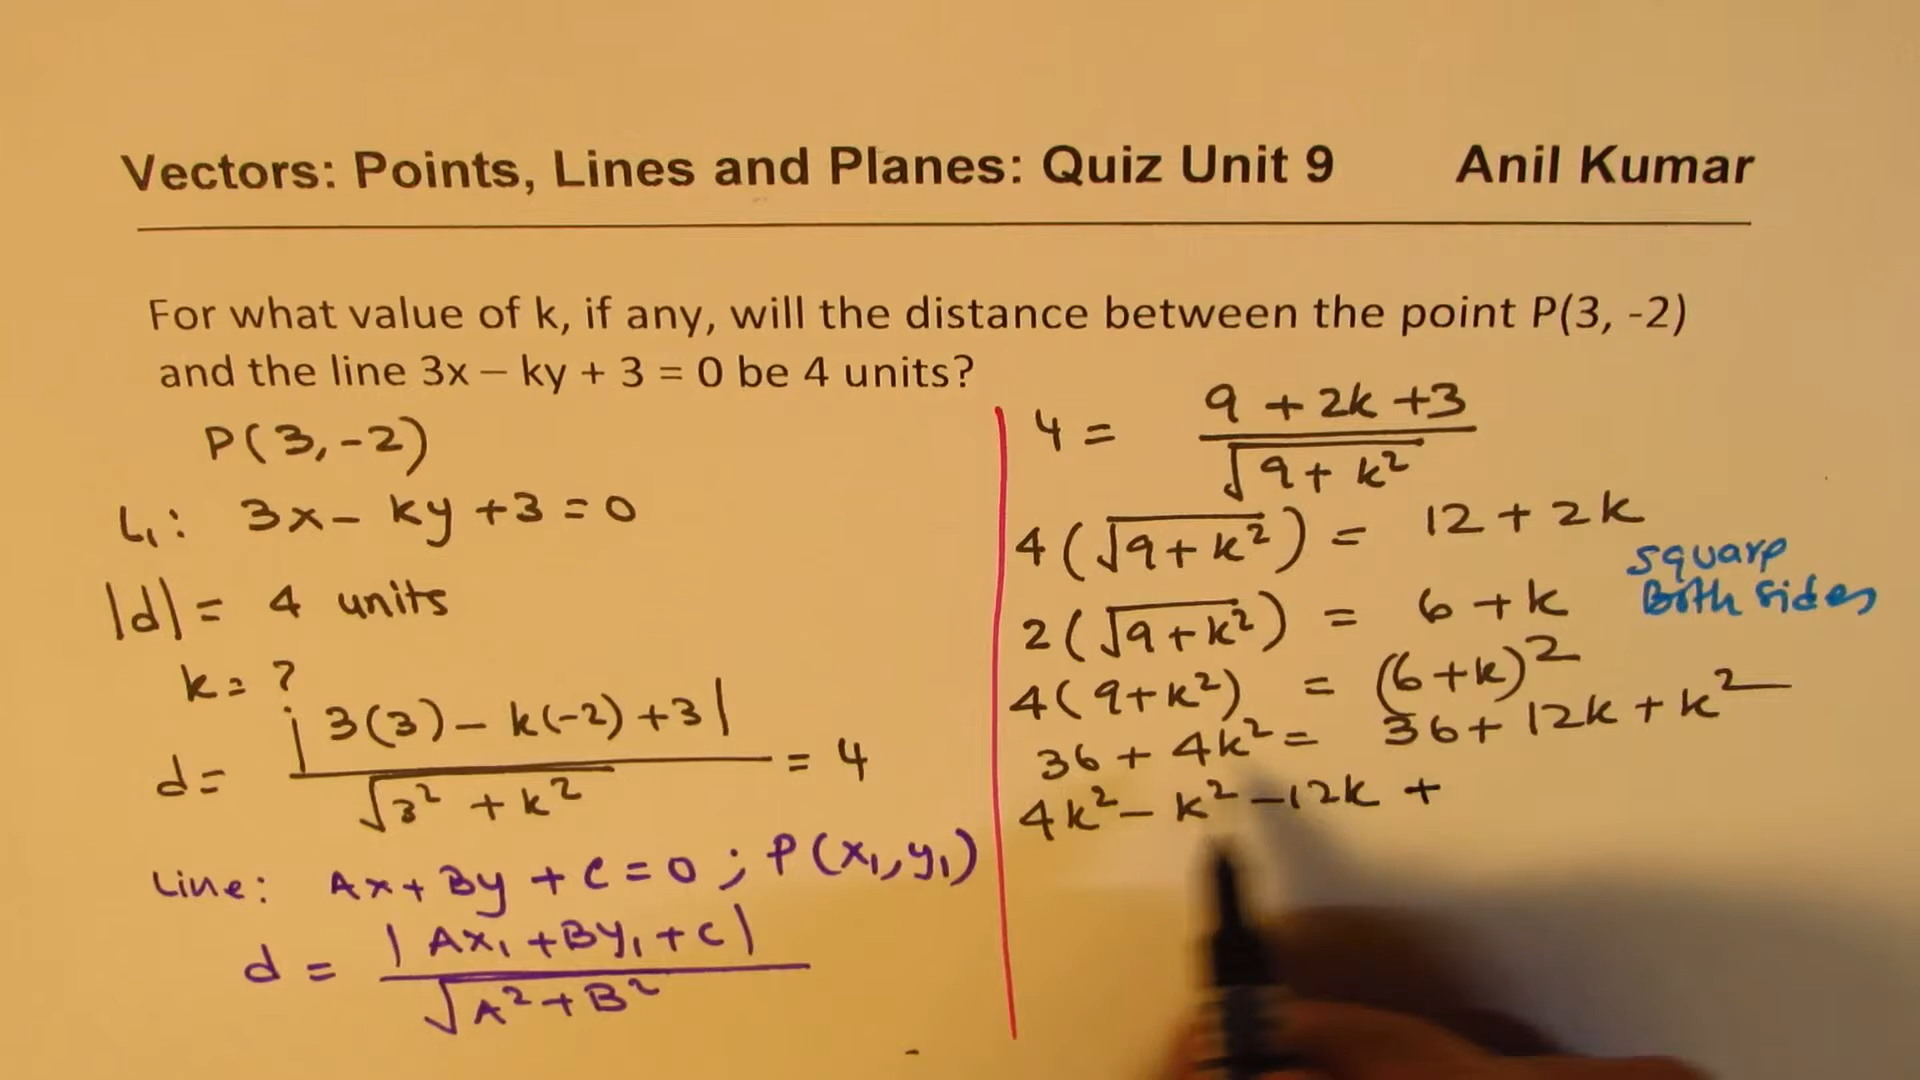 Vectors: Points, Lines and Planes: Quiz Unit 9 Anil Kumar
For what value of k, if any, will the distance between the point P(3, -2)
and the line 3x – ky + 3 = 0 be 4 units?
P(3, -2)
L₁: 3x - ky + 3 = 0
|d| = 4 units
k = ?
d = |3(3) - k(-2) + 3| / √3² + k² = 4
Line: Ax + By + C = 0 ; P(x₁, y₁)
d = |Ax₁ + By₁ + C| / √A² + B²
4 = 9 + 2k + 3 / √9 + k²
4(√9 + k²) = 12 + 2k
2(√9 + k²) = 6 + k
square
Both sides
4(9 + k²) = (6 + k)²
36 + 4k² = 36 + 12k + k²
4k² - k² - 12k +